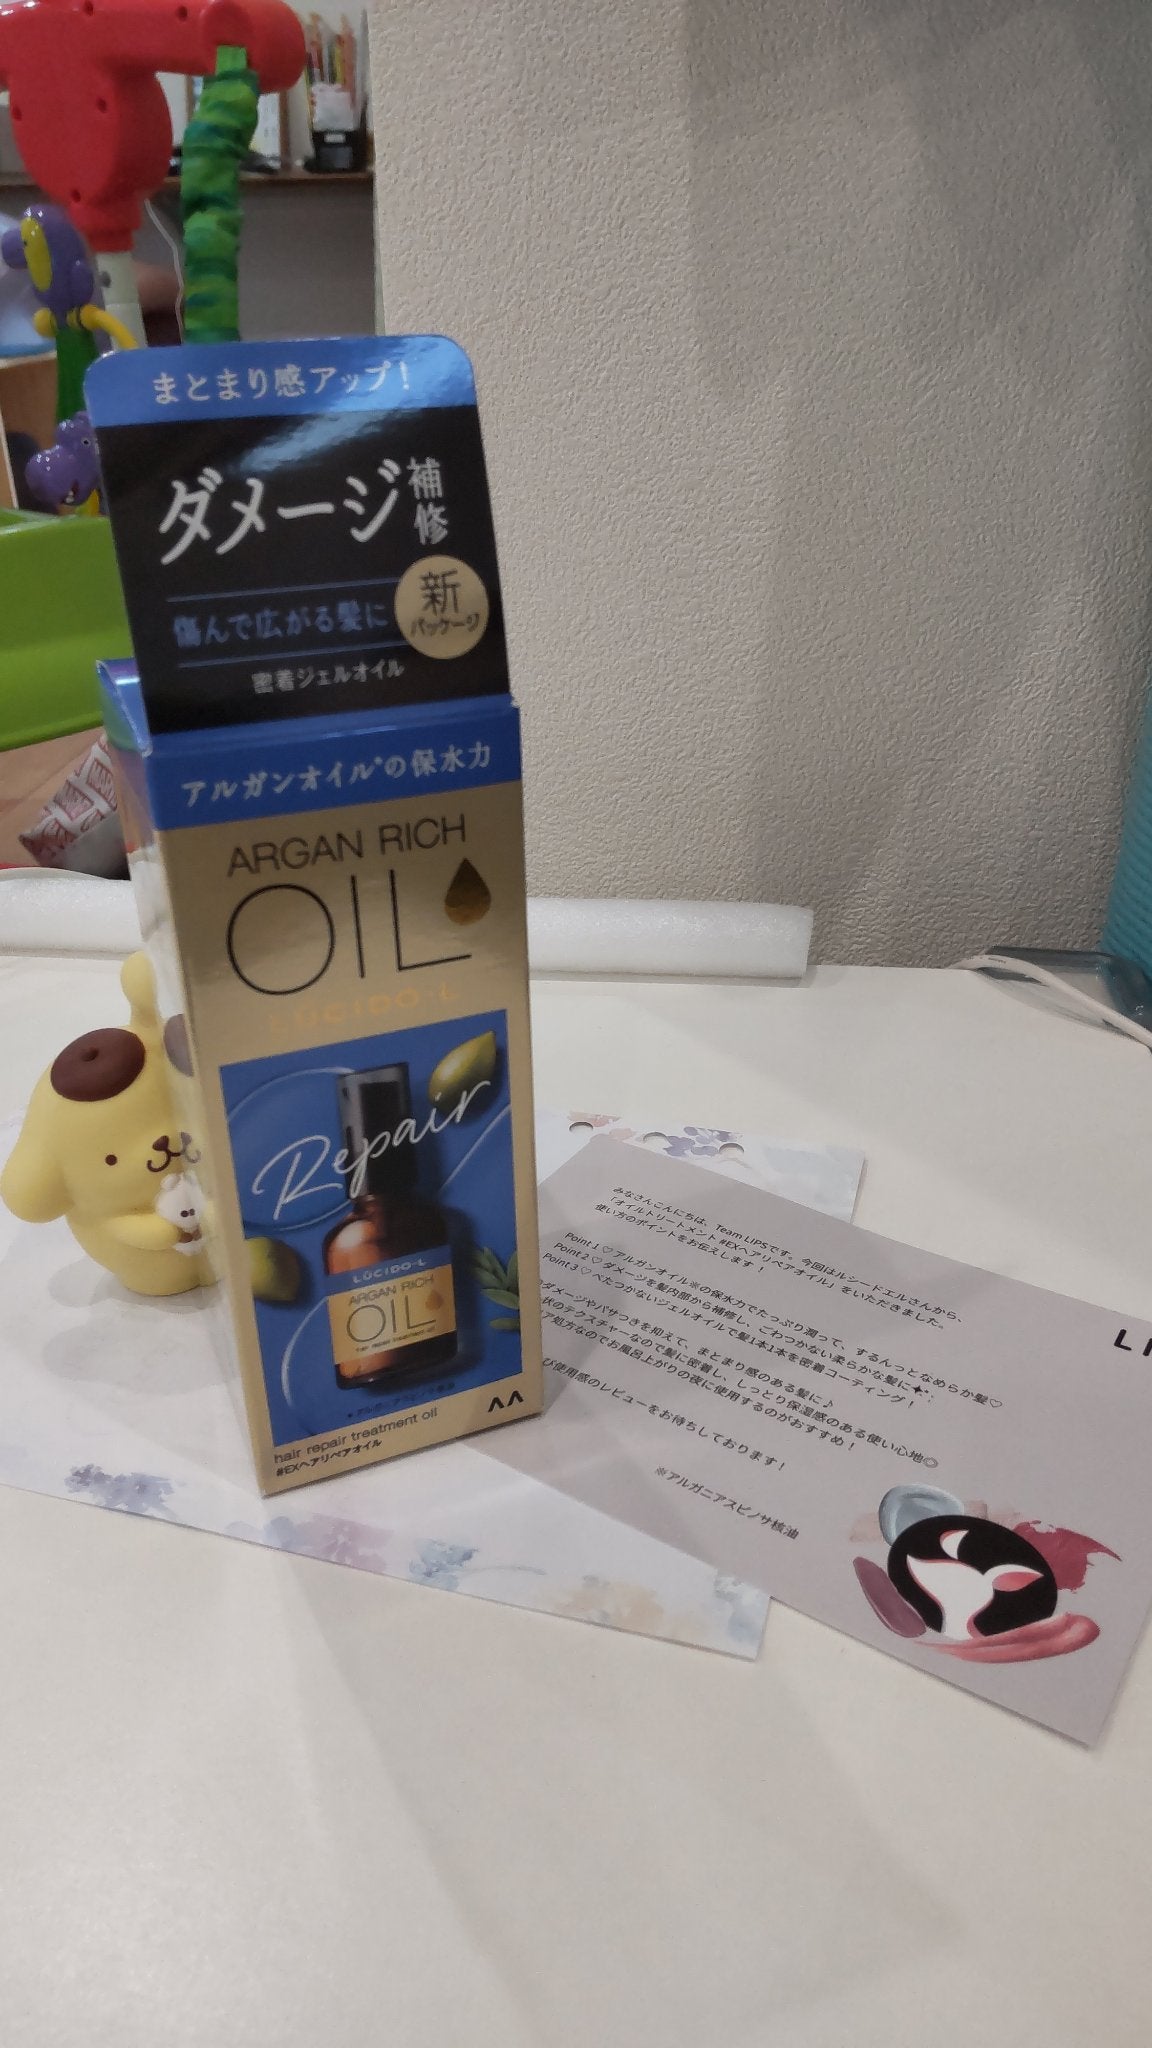 まとまり感アップ!
ダメージ補修
新
パッケージ
傷んで広がる髪に
密着ジェルオイル
アルガンオイル*の保水力
ARGAN RICH
OIL
LÚCIDO-L
Repair
LÚCIDO-L
ARGAN RICH
OIL
hair repair treatment oil
hair repair treatment oil
#EXヘアリペアオイル
みなさんこんにちは、Team LIPSです。今回はルシードエルさんから、
「オイルトリートメント #EXヘアリペアオイル」をいただきました。
使い方のポイントをお伝えします!
Point 1 ♡ アルガンオイル※の保水力でたっぷり潤って、するんっとなめらか髪♡
Point 2 ♡ ダメージを髪内部から補修し、ごわつかない柔らかな髪に
Point 3 ♡ べたつかないジェルオイルで髪1本1本を密着コーティング!
ダメージやパサつきを抑えて、まとまり感のある髪に♪
状のテクスチャーなので髪に密着し、しっとり保湿感のある使い心地◎
ア処方なのでお風呂上がりの夜に使用するのがおすすめ!
び使用感のレビューをお待ちしております!
※アルガニアスピノサ核油